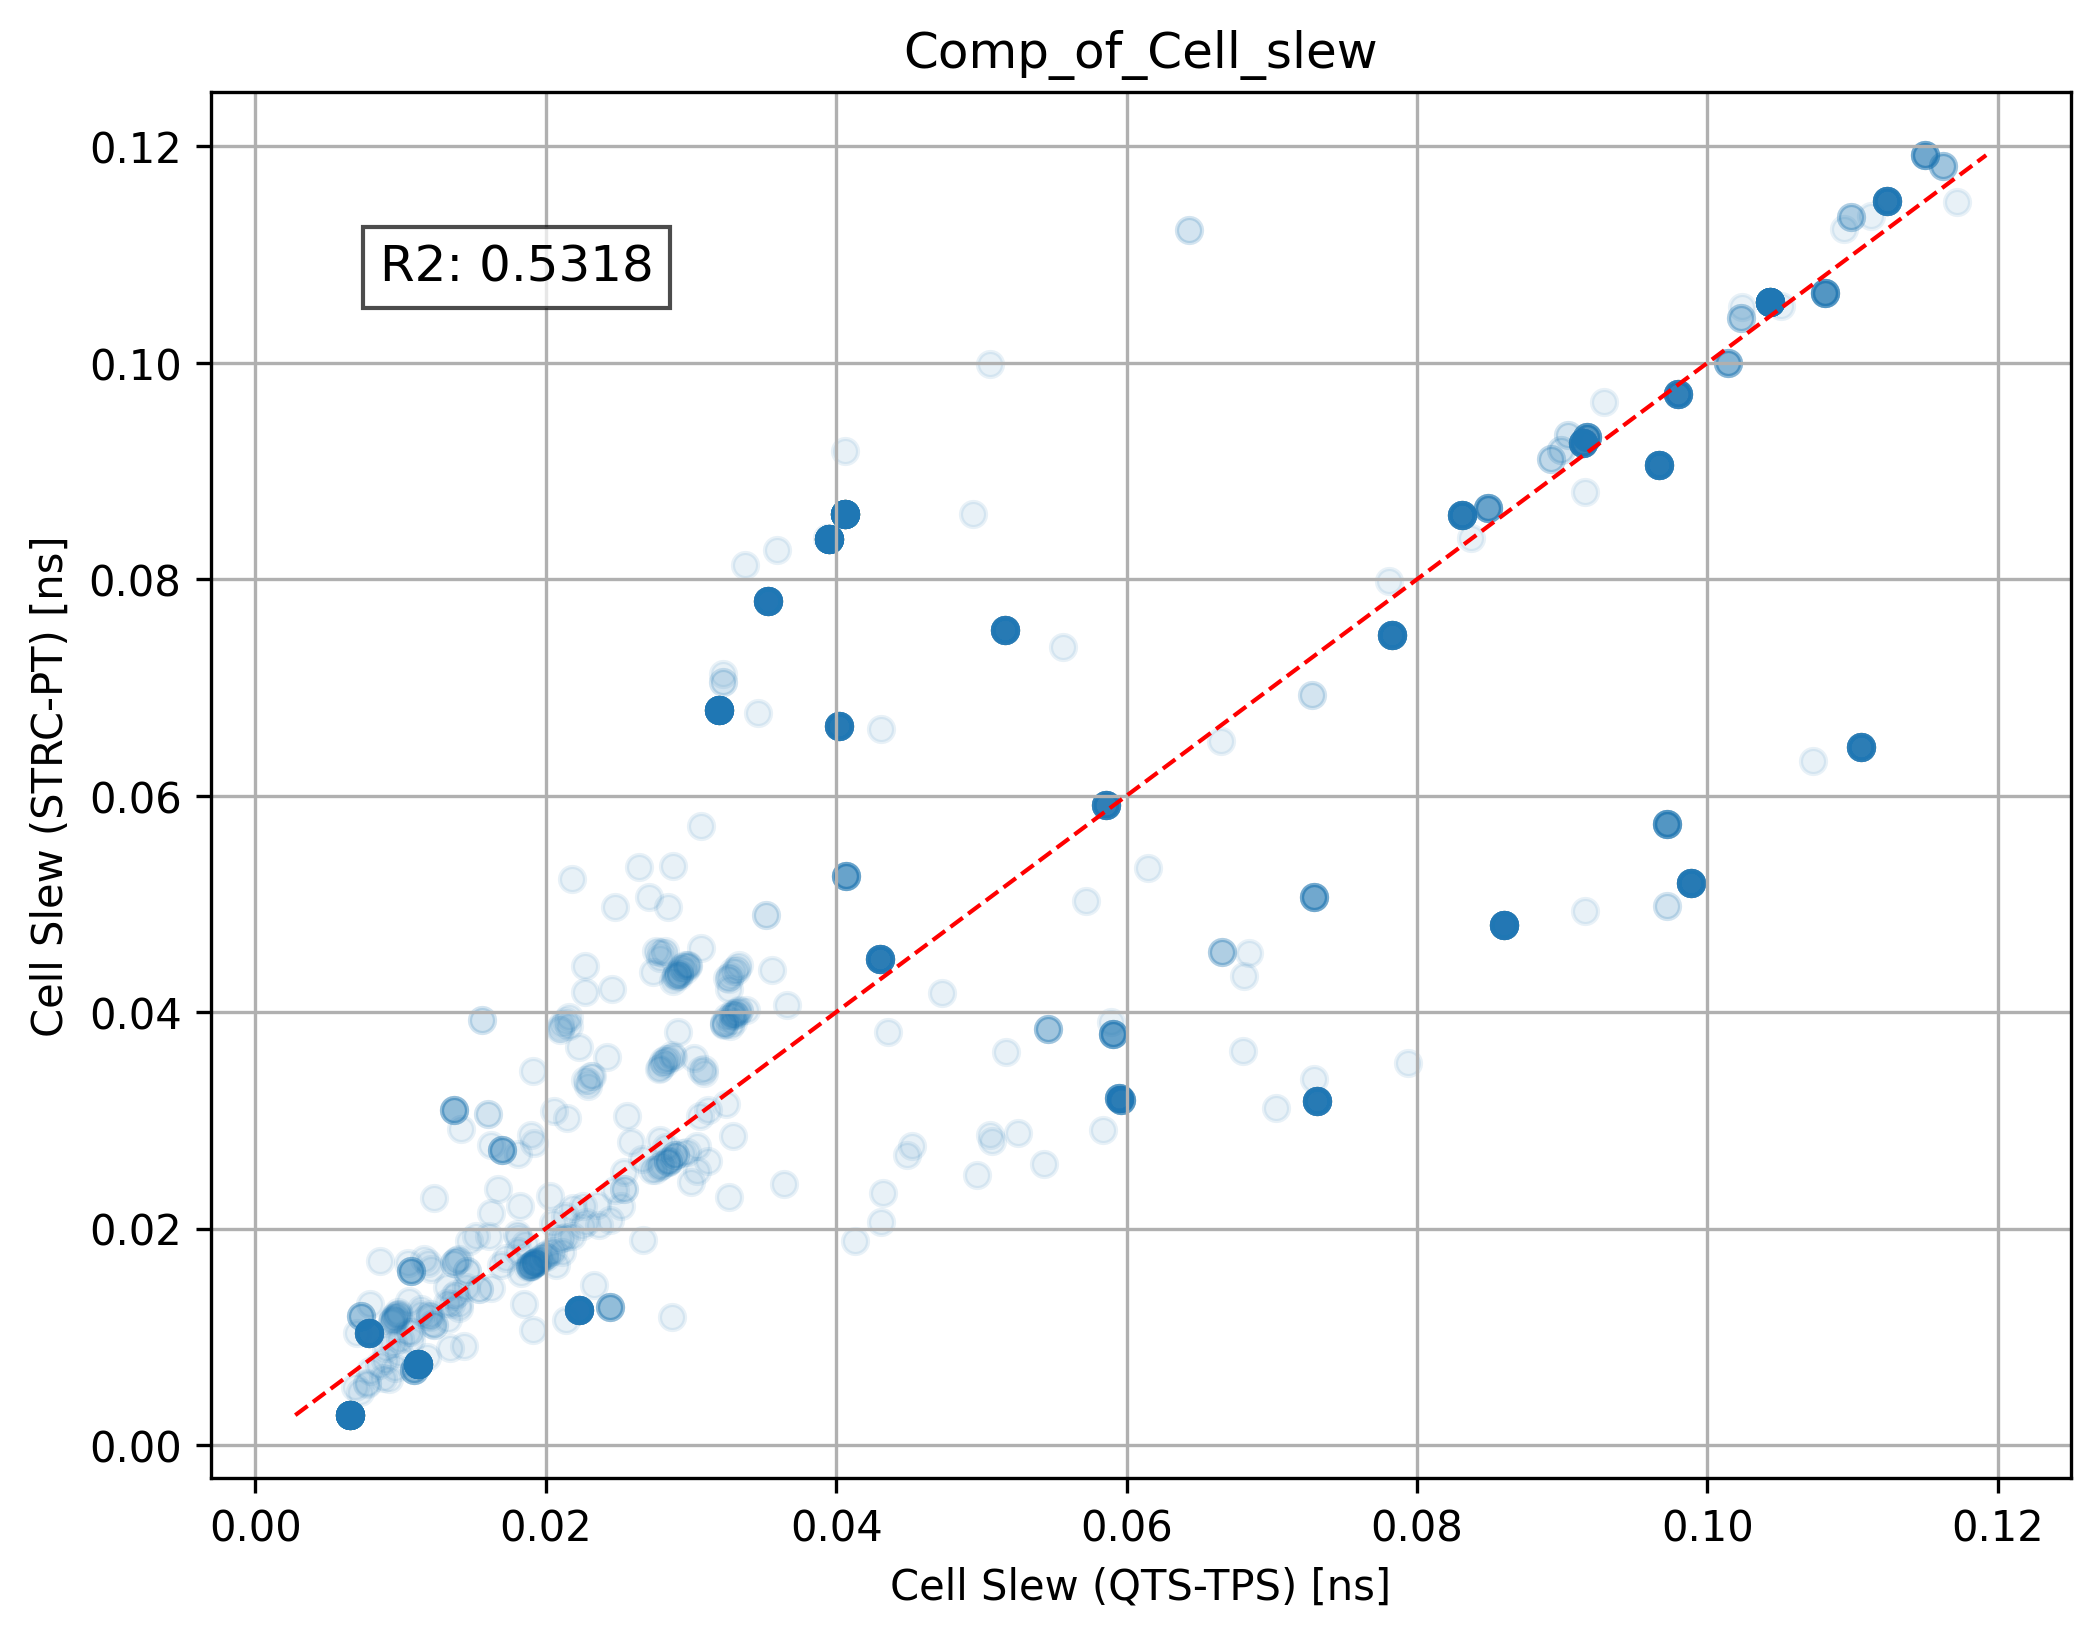 Comp_of_Cell_slew
R2: 0.5318
Cell Slew (STRC-PT) [ns]
0.12
0.10
0.08
0.06
0.04
0.02
0.00
0.00 0.02 0.04 0.06 0.08 0.10 0.12
Cell Slew (QTS-TPS) [ns]